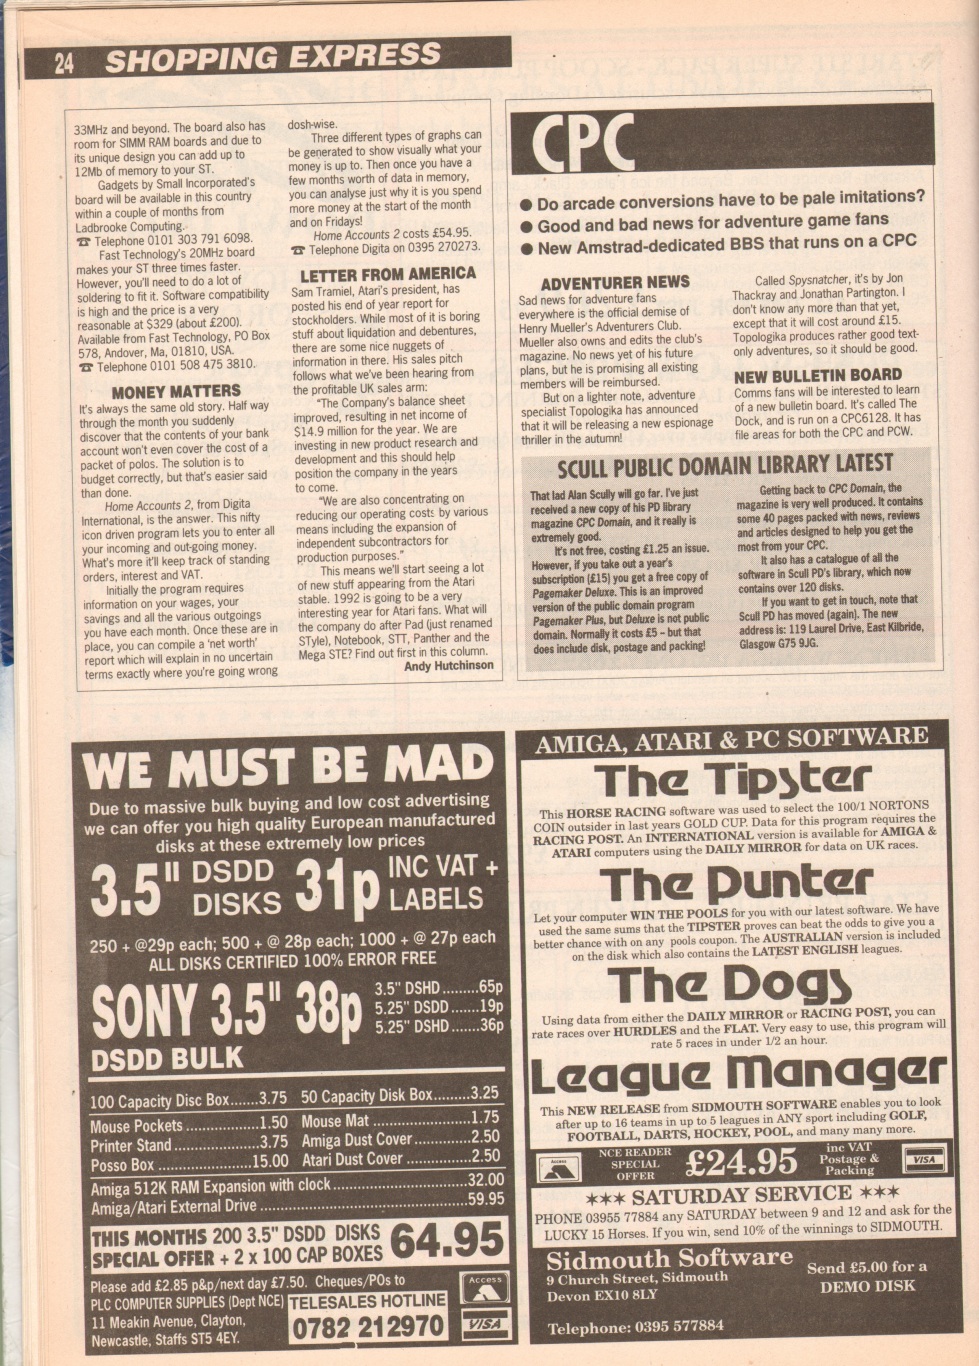 24 SHOPPING EXPRESS
33MHz and beyond. The board also has
room for SIMM RAM boards and due to
its unique design you can add up to
12Mb of memory to your ST.
Gadgets by Small Incorporated's
board will be available in this country
within a couple of months from
Ladbrooke Computing.
☎ Telephone 0101 303 791 6098.
Fast Technology's 20MHz board
makes your ST three times faster.
However, you'll need to do a lot of
soldering to fit it. Software compatibility
is high and the price is a very
reasonable at $329 (about £200).
Available from Fast Technology, PO Box
578, Andover, Ma, 01810, USA.
☎ Telephone 0101 508 475 3810.
MONEY MATTERS
It's always the same old story. Half way
through the month you suddenly
discover that the contents of your bank
account won't even cover the cost of a
packet of polos. The solution is to
budget correctly, but that's easier said
than done.
Home Accounts 2, from Digita
International, is the answer. This nifty
icon driven program lets you to enter all
your incoming and out-going money.
What's more it'll keep track of standing
orders, interest and VAT.
Initially the program requires
information on your wages, your
savings and all the various outgoings
you have each month. Once these are in
place, you can compile a 'net worth'
report which will explain in no uncertain
terms exactly where you're going wrong
dosh-wise.
Three different types of graphs can
be generated to show visually what your
money is up to. Then once you have a
few months worth of data in memory,
you can analyse just why it is you spend
more money at the start of the month
and on Fridays!
Home Accounts 2 costs £54.95.
☎ Telephone Digita on 0395 270273.
LETTER FROM AMERICA
Sam Tramiel, Atari's president, has
posted his end of year report for
stockholders. While most of it is boring
stuff about liquidation and debentures,
there are some nice nuggets of
information in there. His sales pitch
follows what we've been hearing from
the profitable UK sales arm:
"The Company's balance sheet
improved, resulting in net income of
$14.9 million for the year. We are
investing in new product research and
development and this should help
position the company in the years
to come.
"We are also concentrating on
reducing our operating costs by various
means including the expansion of
independent subcontractors for
production purposes."
This means we'll start seeing a lot
of new stuff appearing from the Atari
stable. 1992 is going to be a very
interesting year for Atari fans. What will
the company do after Pad (just renamed
STyle), Notebook, STT, Panther and the
Mega STE? Find out first in this column.
Andy Hutchinson
CPC
● Do arcade conversions have to be pale imitations?
● Good and bad news for adventure game fans
● New Amstrad-dedicated BBS that runs on a CPC
ADVENTURER NEWS
Sad news for adventure fans
everywhere is the official demise of
Henry Mueller's Adventurers Club.
Mueller also owns and edits the club's
magazine. No news yet of his future
plans, but he is promising all existing
members will be reimbursed.
But on a lighter note, adventure
specialist Topologika has announced
that it will be releasing a new espionage
thriller in the autumn!
Called Spysnatcher, it's by Jon
Thackray and Jonathan Partington. I
don't know any more than that yet,
except that it will cost around £15.
Topologika produces rather good text-
only adventures, so it should be good.
NEW BULLETIN BOARD
Comms fans will be interested to learn
of a new bulletin board. It's called The
Dock, and is run on a CPC6128. It has
file areas for both the CPC and PCW.
SCULL PUBLIC DOMAIN LIBRARY LATEST
That lad Alan Scully will go far. I've just
received a new copy of his PD library
magazine CPC Domain, and it really is
extremely good.
It's not free, costing £1.25 an issue.
However, if you take out a year's
subscription (£15) you get a free copy of
Pagemaker Deluxe. This is an improved
version of the public domain program
Pagemaker Plus, but Deluxe is not public
domain. Normally it costs £5 – but that
does include disk, postage and packing!
Getting back to CPC Domain, the
magazine is very well produced. It contains
some 40 pages packed with news, reviews
and articles designed to help you get the
most from your CPC.
It also has a catalogue of all the
software in Scull PD's library, which now
contains over 120 disks.
If you want to get in touch, note that
Scull PD has moved (again). The new
address is: 119 Laurel Drive, East Kilbride,
Glasgow G75 9JG.
WE MUST BE MAD
Due to massive bulk buying and low cost advertising
we can offer you high quality European manufactured
disks at these extremely low prices
3.5" DSDD DISKS 31p INC VAT + LABELS
250 + @29p each; 500 + @ 28p each; 1000 + @ 27p each
ALL DISKS CERTIFIED 100% ERROR FREE
SONY 3.5" 38p
DSDD BULK
3.5" DSHD .........65p
5.25" DSDD .......19p
5.25" DSHD .......36p
100 Capacity Disc Box.......3.75 50 Capacity Disk Box.........3.25
Mouse Pockets ..................1.50 Mouse Mat .......................1.75
Printer Stand ....................3.75 Amiga Dust Cover..............2.50
Posso Box .......................15.00 Atari Dust Cover ...............2.50
Amiga 512K RAM Expansion with clock..........................32.00
Amiga/Atari External Drive ..........................................59.95
THIS MONTHS 200 3.5" DSDD DISKS
SPECIAL OFFER + 2 x 100 CAP BOXES 64.95
Please add £2.85 p&p/next day £7.50. Cheques/POs to
PLC COMPUTER SUPPLIES (Dept NCE)
11 Meakin Avenue, Clayton,
Newcastle, Staffs ST5 4EY.
TELESALES HOTLINE
0782 212970
Access
VISA
AMIGA, ATARI & PC SOFTWARE
The Tipster
This HORSE RACING software was used to select the 100/1 NORTONS
COIN outsider in last years GOLD CUP. Data for this program requires the
RACING POST. An INTERNATIONAL version is available for AMIGA &
ATARI computers using the DAILY MIRROR for data on UK races.
The Punter
Let your computer WIN THE POOLS for you with our latest software. We have
used the same sums that the TIPSTER proves can beat the odds to give you a
better chance with on any pools coupon. The AUSTRALIAN version is included
on the disk which also contains the LATEST ENGLISH leagues.
The Dogs
Using data from either the DAILY MIRROR or RACING POST, you can
rate races over HURDLES and the FLAT. Very easy to use, this program will
rate 5 races in under 1/2 an hour.
League Manager
This NEW RELEASE from SIDMOUTH SOFTWARE enables you to look
after up to 16 teams in up to 5 leagues in ANY sport including GOLF,
FOOTBALL, DARTS, HOCKEY, POOL, and many many more.
Access
NCE READER
SPECIAL
OFFER
£24.95
inc VAT
Postage &
Packing
VISA
★★★ SATURDAY SERVICE ★★★
PHONE 03955 77884 any SATURDAY between 9 and 12 and ask for the
LUCKY 15 Horses. If you win, send 10% of the winnings to SIDMOUTH.
Sidmouth Software
9 Church Street, Sidmouth
Devon EX10 8LY
Telephone: 0395 577884
Send £5.00 for a
DEMO DISK